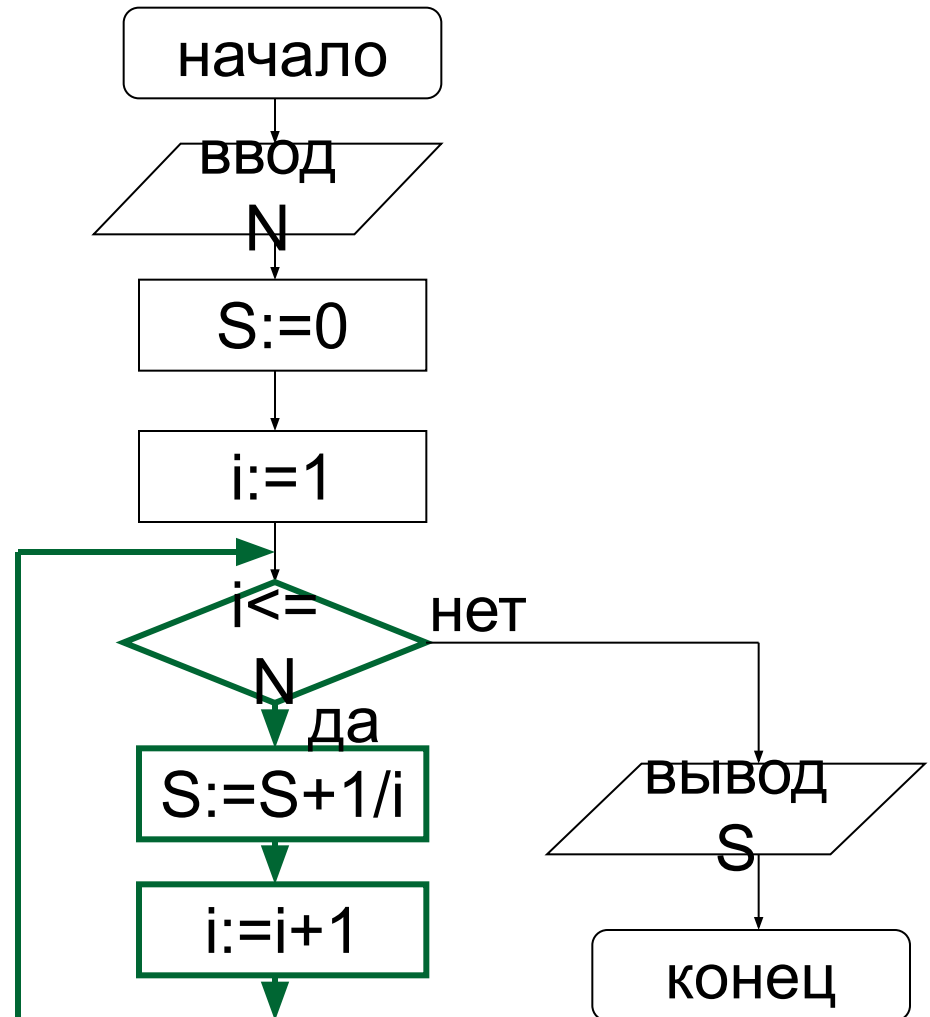 начало
ввод
N
S:=0
i:=1
i<=
N
нет
да
S:=S+1/i
i:=i+1
вывод
S
конец